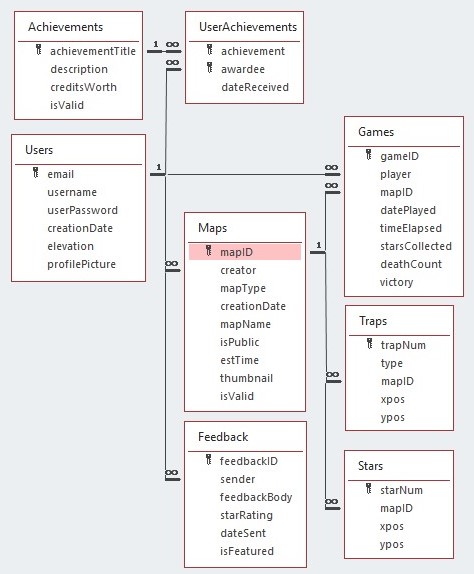 Achievements
achievementTitle
description
creditsWorth
isValid
1
∞
UserAchievements
achievement
awardee
dateReceived
∞
Users
email
username
userPassword
creationDate
elevation
profilePicture
1
Games
gameID
player
mapID
datePlayed
timeElapsed
starsCollected
deathCount
victory
∞
∞
Maps
mapID
creator
mapType
creationDate
mapName
isPublic
estTime
thumbnail
isValid
∞
1
Traps
trapNum
type
mapID
xpos
ypos
∞
Feedback
feedbackID
sender
feedbackBody
starRating
dateSent
isFeatured
∞
Stars
starNum
mapID
xpos
ypos
∞